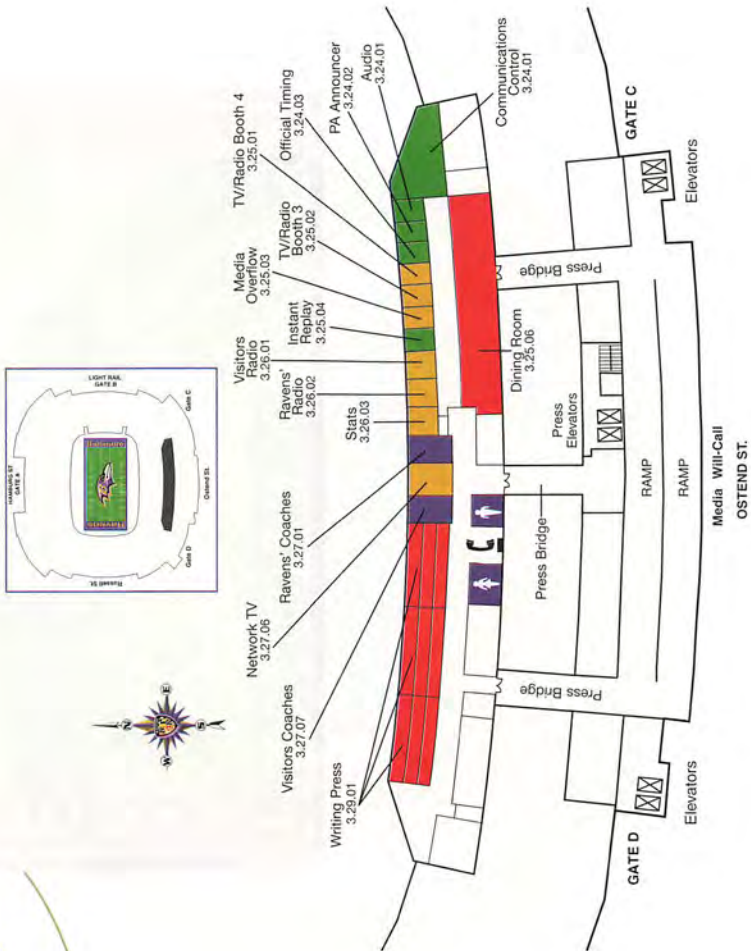 LIGHT RAIL
GATE B
HAMBURG ST
GATE A
Gate C
Ravens
Ostend St.
Russell St.
Gate D
N
E
S
W
Writing Press
3.29.01
Visitors Coaches
3.27.07
Network TV
3.27.06
Ravens' Coaches
3.27.01
Stats
3.26.03
Ravens'
Radio
3.26.02
Visitors
Radio
3.26.01
Instant
Replay
3.25.04
Media
Overflow
3.25.03
TV/Radio
Booth 3
3.25.02
TV/Radio Booth 4
3.25.01
Official Timing
3.24.03
PA Announcer
3.24.02
Audio
3.24.01
Communications
Control
3.24.01
Dining Room
3.25.06
Press Bridge
Press Bridge
Press Bridge
Press
Elevators
RAMP
RAMP
Elevators
Elevators
GATE D
GATE C
Media Will-Call
OSTEND ST.